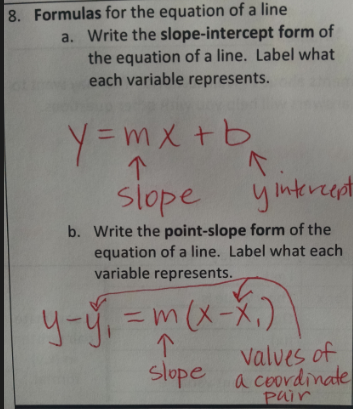 8. Formulas for the equation of a line
a. Write the slope-intercept form of
the equation of a line. Label what
each variable represents.
y = mx + b
slope y intercept
b. Write the point-slope form of the
equation of a line. Label what each
variable represents.
y - y₁ = m (x - x₁)
slope values of
a coordinate
pair